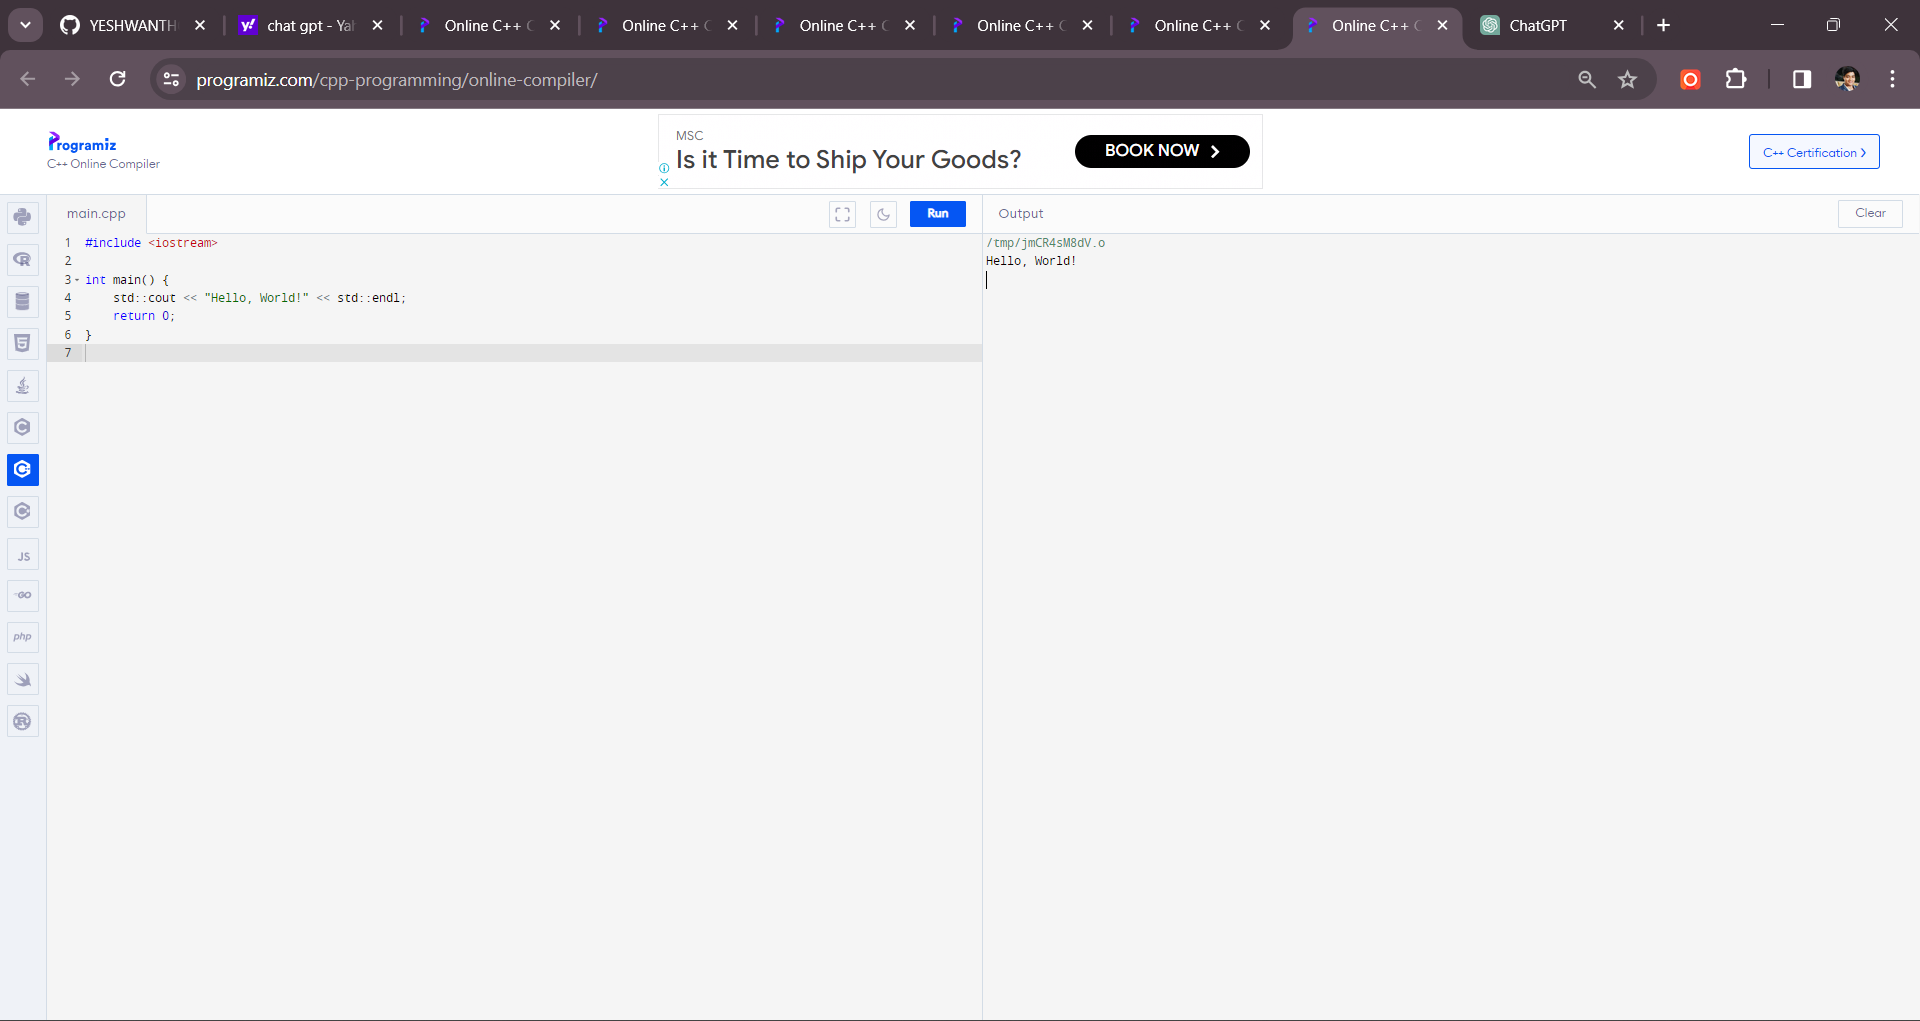 YESHWANTH
chat gpt - Yah
Online C++ C
Online C++ C
Online C++ C
Online C++ C
Online C++ C
Online C++ C
ChatGPT
programiz.com/cpp-programming/online-compiler/
Programiz
C++ Online Compiler
MSC
Is it Time to Ship Your Goods?
BOOK NOW
C++ Certification >
main.cpp
Run
Output
Clear
1 #include <iostream>
2
3 int main() {
4 std::cout << "Hello, World!" << std::endl;
5 return 0;
6 }
7
/tmp/jmCR4sM8dV.o
Hello, World!
JS
GO
php